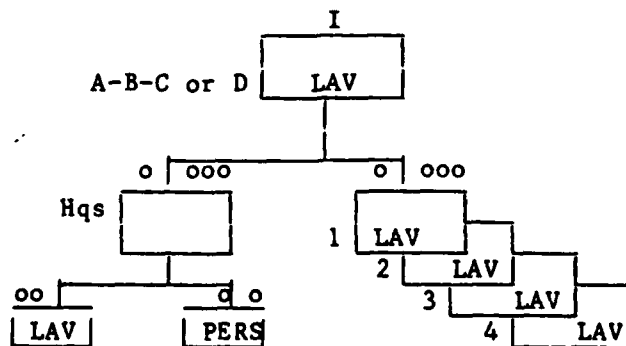 I
A-B-C or D LAV
o ooo o ooo
Hqs
1 LAV
2 LAV
oo o o 3 LAV
LAV PERS 4 LAV